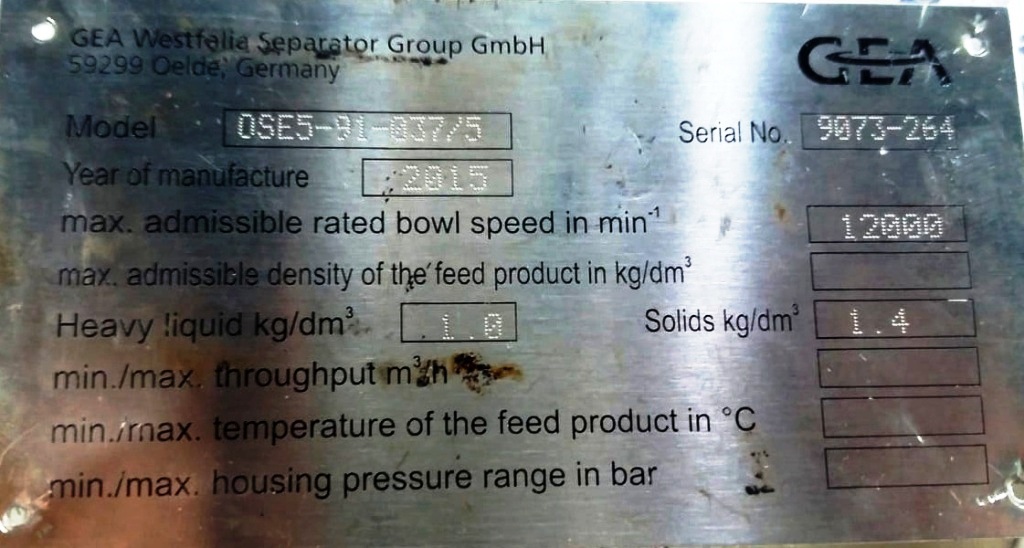 GEA Westfalia Separator Group GmbH
59299 Oelde, Germany
GEA
Model OSE5-91-037/5 Serial No. 9073-264
Year of manufacture 2015
max. admissible rated bowl speed in min⁻¹ 12000
max. admissible density of the feed product in kg/dm³
Heavy liquid kg/dm³ 1.0 Solids kg/dm³ 1.4
min./max. throughput m³/h
min./max. temperature of the feed product in °C
min./max. housing pressure range in bar